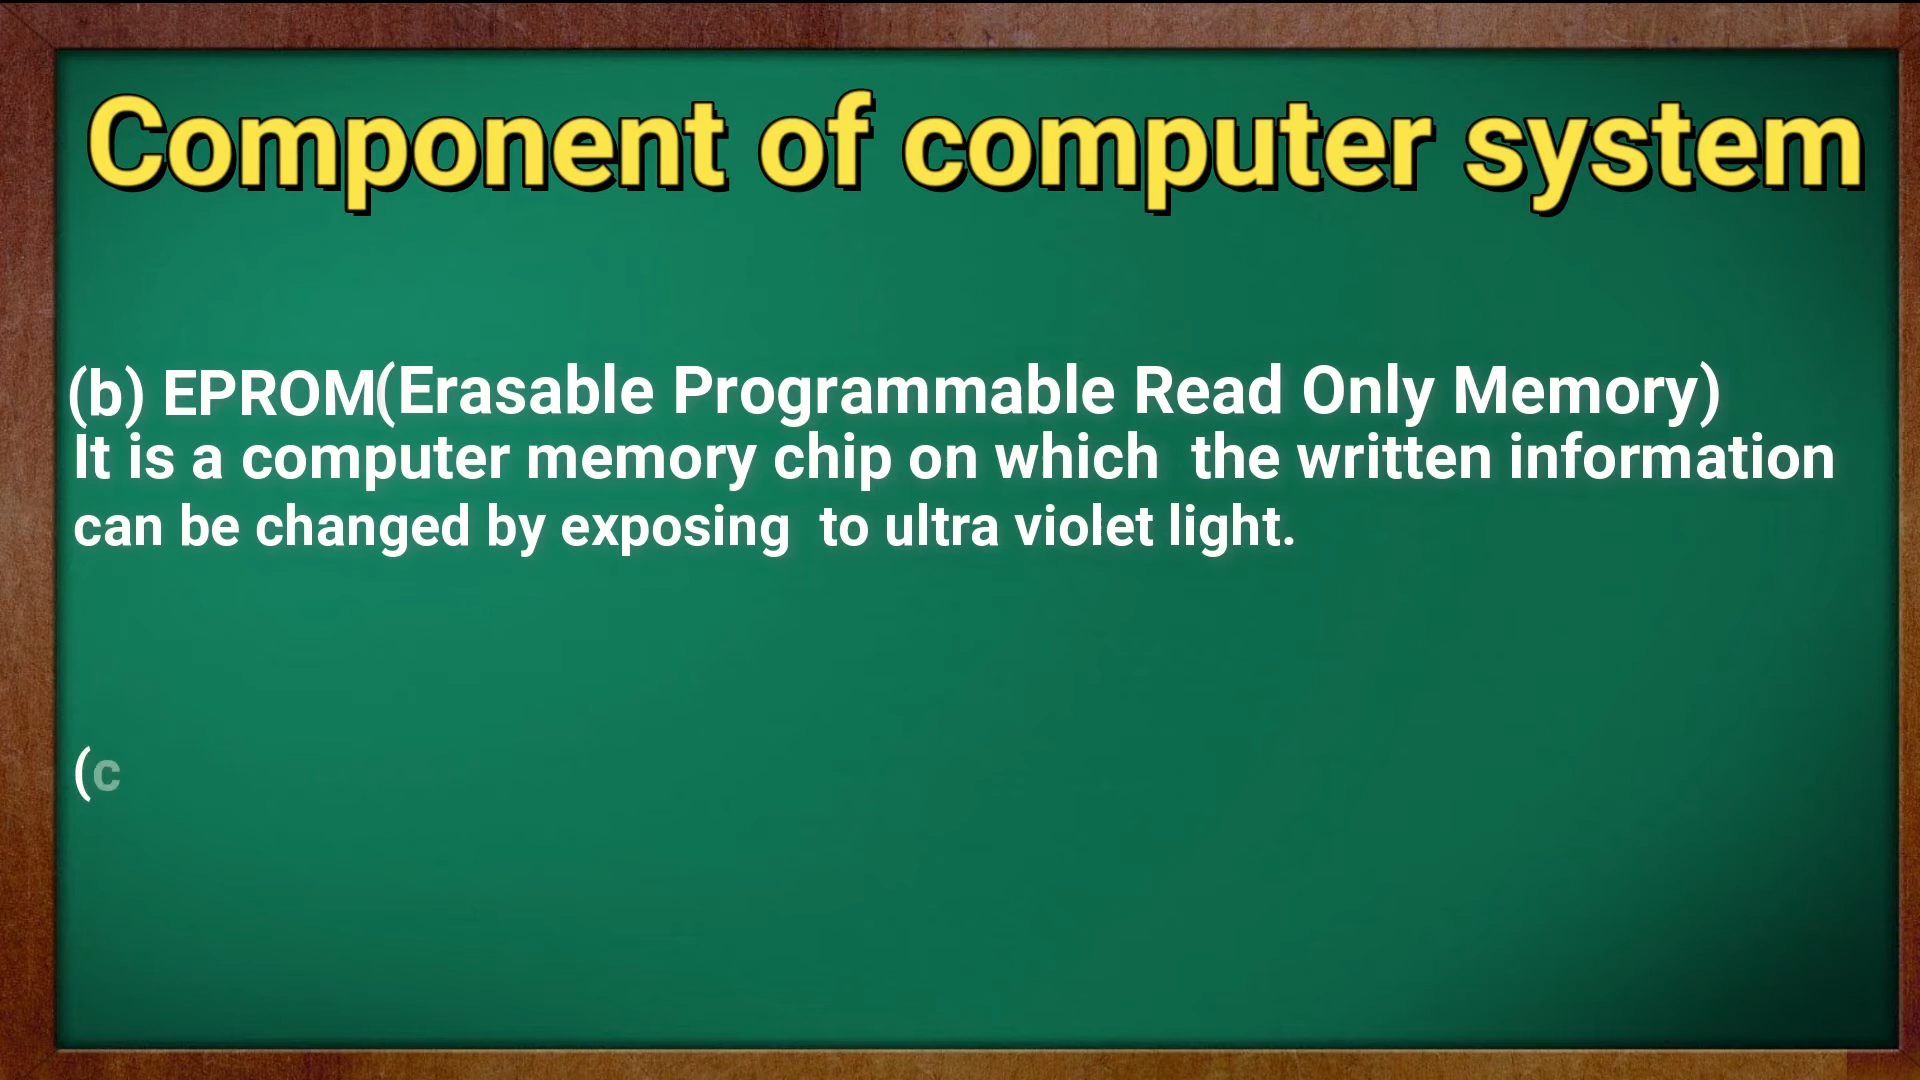 Component of computer system
(b) EPROM(Erasable Programmable Read Only Memory)
It is a computer memory chip on which the written information
can be changed by exposing to ultra violet light.
(c